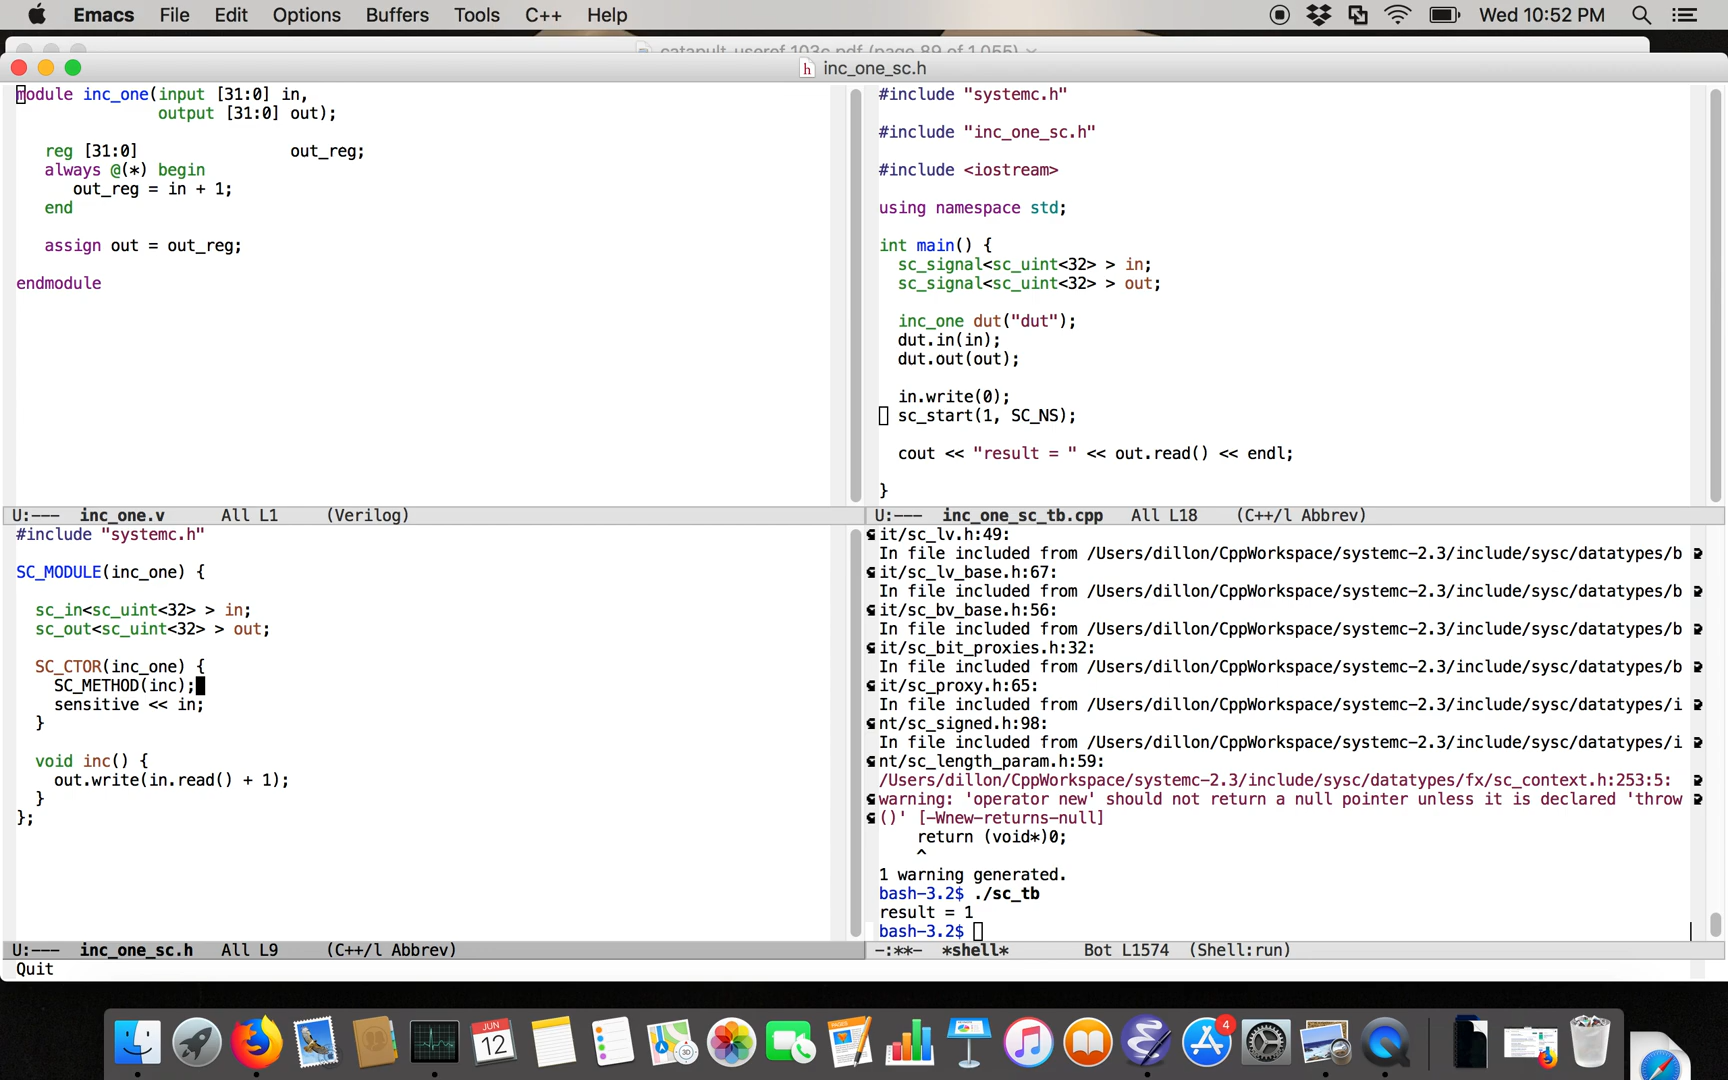 Emacs File Edit Options Buffers Tools C++ Help Wed 10:52 PM
catapult_useref_103c.pdf (page 89 of 1,055)
h inc_one_sc.h
module inc_one(input [31:0] in,
output [31:0] out);
reg [31:0] out_reg;
always @(*) begin
out_reg = in + 1;
end
assign out = out_reg;
endmodule
U:--- inc_one.v All L1 (Verilog)
#include "systemc.h"
#include "inc_one_sc.h"
#include <iostream>
using namespace std;
int main() {
sc_signal<sc_uint<32> > in;
sc_signal<sc_uint<32> > out;
inc_one dut("dut");
dut.in(in);
dut.out(out);
in.write(0);
sc_start(1, SC_NS);
cout << "result = " << out.read() << endl;
}
U:--- inc_one_sc_tb.cpp All L18 (C++/l Abbrev)
#include "systemc.h"
SC_MODULE(inc_one) {
sc_in<sc_uint<32> > in;
sc_out<sc_uint<32> > out;
SC_CTOR(inc_one) {
SC_METHOD(inc);
sensitive << in;
}
void inc() {
out.write(in.read() + 1);
}
};
U:--- inc_one_sc.h All L9 (C++/l Abbrev)
it/sc_lv.h:49:
In file included from /Users/dillon/CppWorkspace/systemc-2.3/include/sysc/datatypes/b
it/sc_lv_base.h:67:
In file included from /Users/dillon/CppWorkspace/systemc-2.3/include/sysc/datatypes/b
it/sc_bv_base.h:56:
In file included from /Users/dillon/CppWorkspace/systemc-2.3/include/sysc/datatypes/b
it/sc_bit_proxies.h:32:
In file included from /Users/dillon/CppWorkspace/systemc-2.3/include/sysc/datatypes/b
it/sc_proxy.h:65:
In file included from /Users/dillon/CppWorkspace/systemc-2.3/include/sysc/datatypes/i
nt/sc_signed.h:98:
In file included from /Users/dillon/CppWorkspace/systemc-2.3/include/sysc/datatypes/i
nt/sc_length_param.h:59:
/Users/dillon/CppWorkspace/systemc-2.3/include/sysc/datatypes/fx/sc_context.h:253:5:
warning: 'operator new' should not return a null pointer unless it is declared 'throw
()' [-Wnew-returns-null]
return (void*)0;
^
1 warning generated.
bash-3.2$ ./sc_tb
result = 1
bash-3.2$
-:**- *shell* Bot L1574 (Shell:run)
Quit
JUN
12
3D
PAGES
4